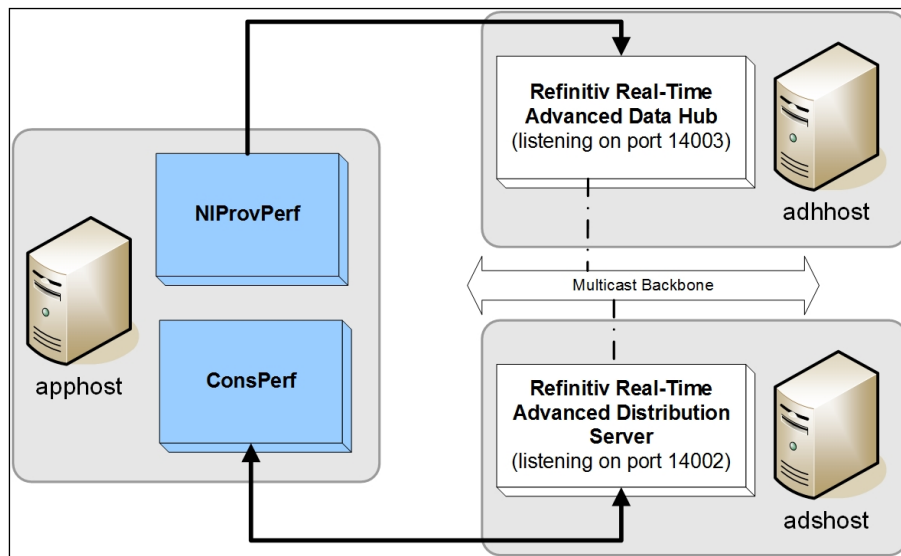 Refinitiv Real-Time
Advanced Data Hub
(listening on port 14003)
adhhost
NIProvPerf
ConsPerf
apphost
Multicast Backbone
Refinitiv Real-Time
Advanced Distribution
Server
(listening on port 14002)
adshost